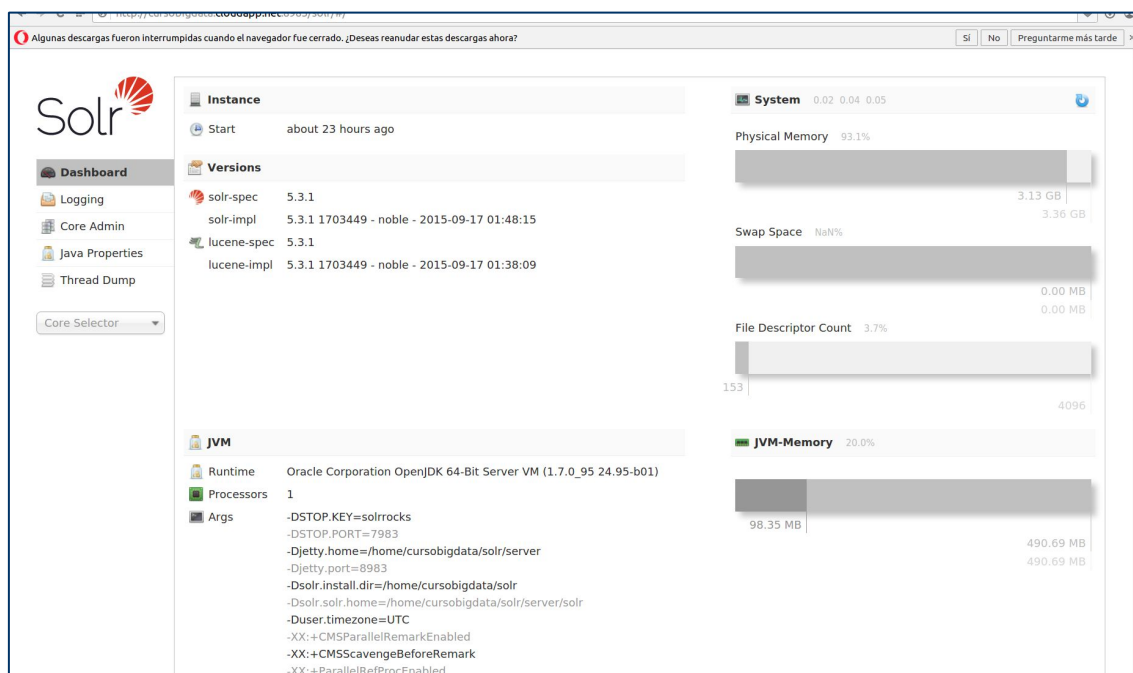 http://cursobigdata.cloudapp.net:8983/solr/#/
Algunas descargas fueron interrumpidas cuando el navegador fue cerrado. ¿Deseas reanudar estas descargas ahora?
Sí
No
Preguntarme más tarde
Solr
Dashboard
Logging
Core Admin
Java Properties
Thread Dump
Core Selector
Instance
Start about 23 hours ago
Versions
solr-spec 5.3.1
solr-impl 5.3.1 1703449 - noble - 2015-09-17 01:48:15
lucene-spec 5.3.1
lucene-impl 5.3.1 1703449 - noble - 2015-09-17 01:38:09
System 0.02 0.04 0.05
Physical Memory 93.1%
3.13 GB
3.36 GB
Swap Space NaN%
0.00 MB
0.00 MB
File Descriptor Count 3.7%
153
4096
JVM
Runtime Oracle Corporation OpenJDK 64-Bit Server VM (1.7.0_95 24.95-b01)
Processors 1
Args -DSTOP.KEY=solrrocks
-DSTOP.PORT=7983
-Djetty.home=/home/cursobigdata/solr/server
-Djetty.port=8983
-Dsolr.install.dir=/home/cursobigdata/solr
-Dsolr.solr.home=/home/cursobigdata/solr/server/solr
-Duser.timezone=UTC
-XX:+CMSParallelRemarkEnabled
-XX:+CMSScavengeBeforeRemark
-XX:+ParallelRefProcEnabled
JVM-Memory 20.0%
98.35 MB
490.69 MB
490.69 MB